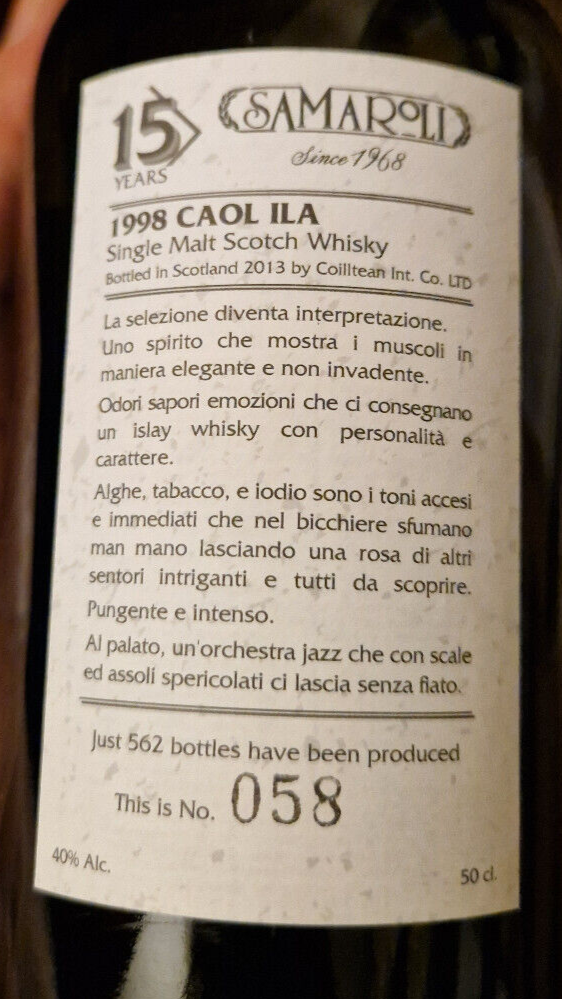 15
YEARS
SAMAROLI
Since 1968
1998 CAOL ILA
Single Malt Scotch Whisky
Bottled in Scotland 2013 by Coilltean Int. Co. LTD
La selezione diventa interpretazione.
Uno spirito che mostra i muscoli in
maniera elegante e non invadente.
Odori sapori emozioni che ci consegnano
un islay whisky con personalità e
carattere.
Alghe, tabacco, e iodio sono i toni accesi
e immediati che nel bicchiere sfumano
man mano lasciando una rosa di altri
sentori intriganti e tutti da scoprire.
Pungente e intenso.
Al palato, un'orchestra jazz che con scale
ed assoli spericolati ci lascia senza fiato.
Just 562 bottles have been produced
This is No. 058
40% Alc.
50 cl.